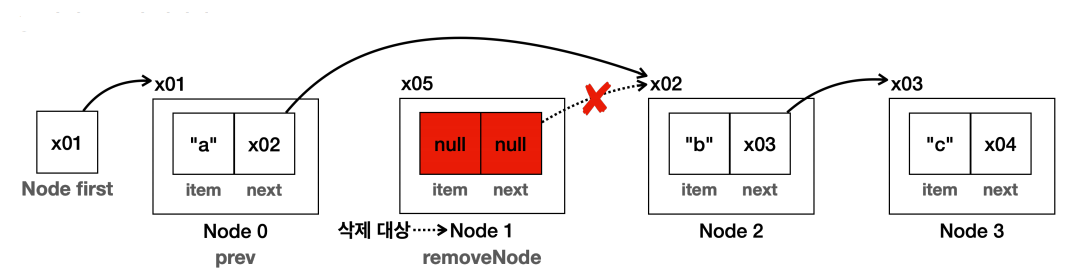 x01
x05
x02
x03
x01
"a" x02
null null
"b" x03
"c" x04
Node first
item next
item next
item next
item next
Node 0
삭제 대상
Node 1
Node 2
Node 3
prev
removeNode